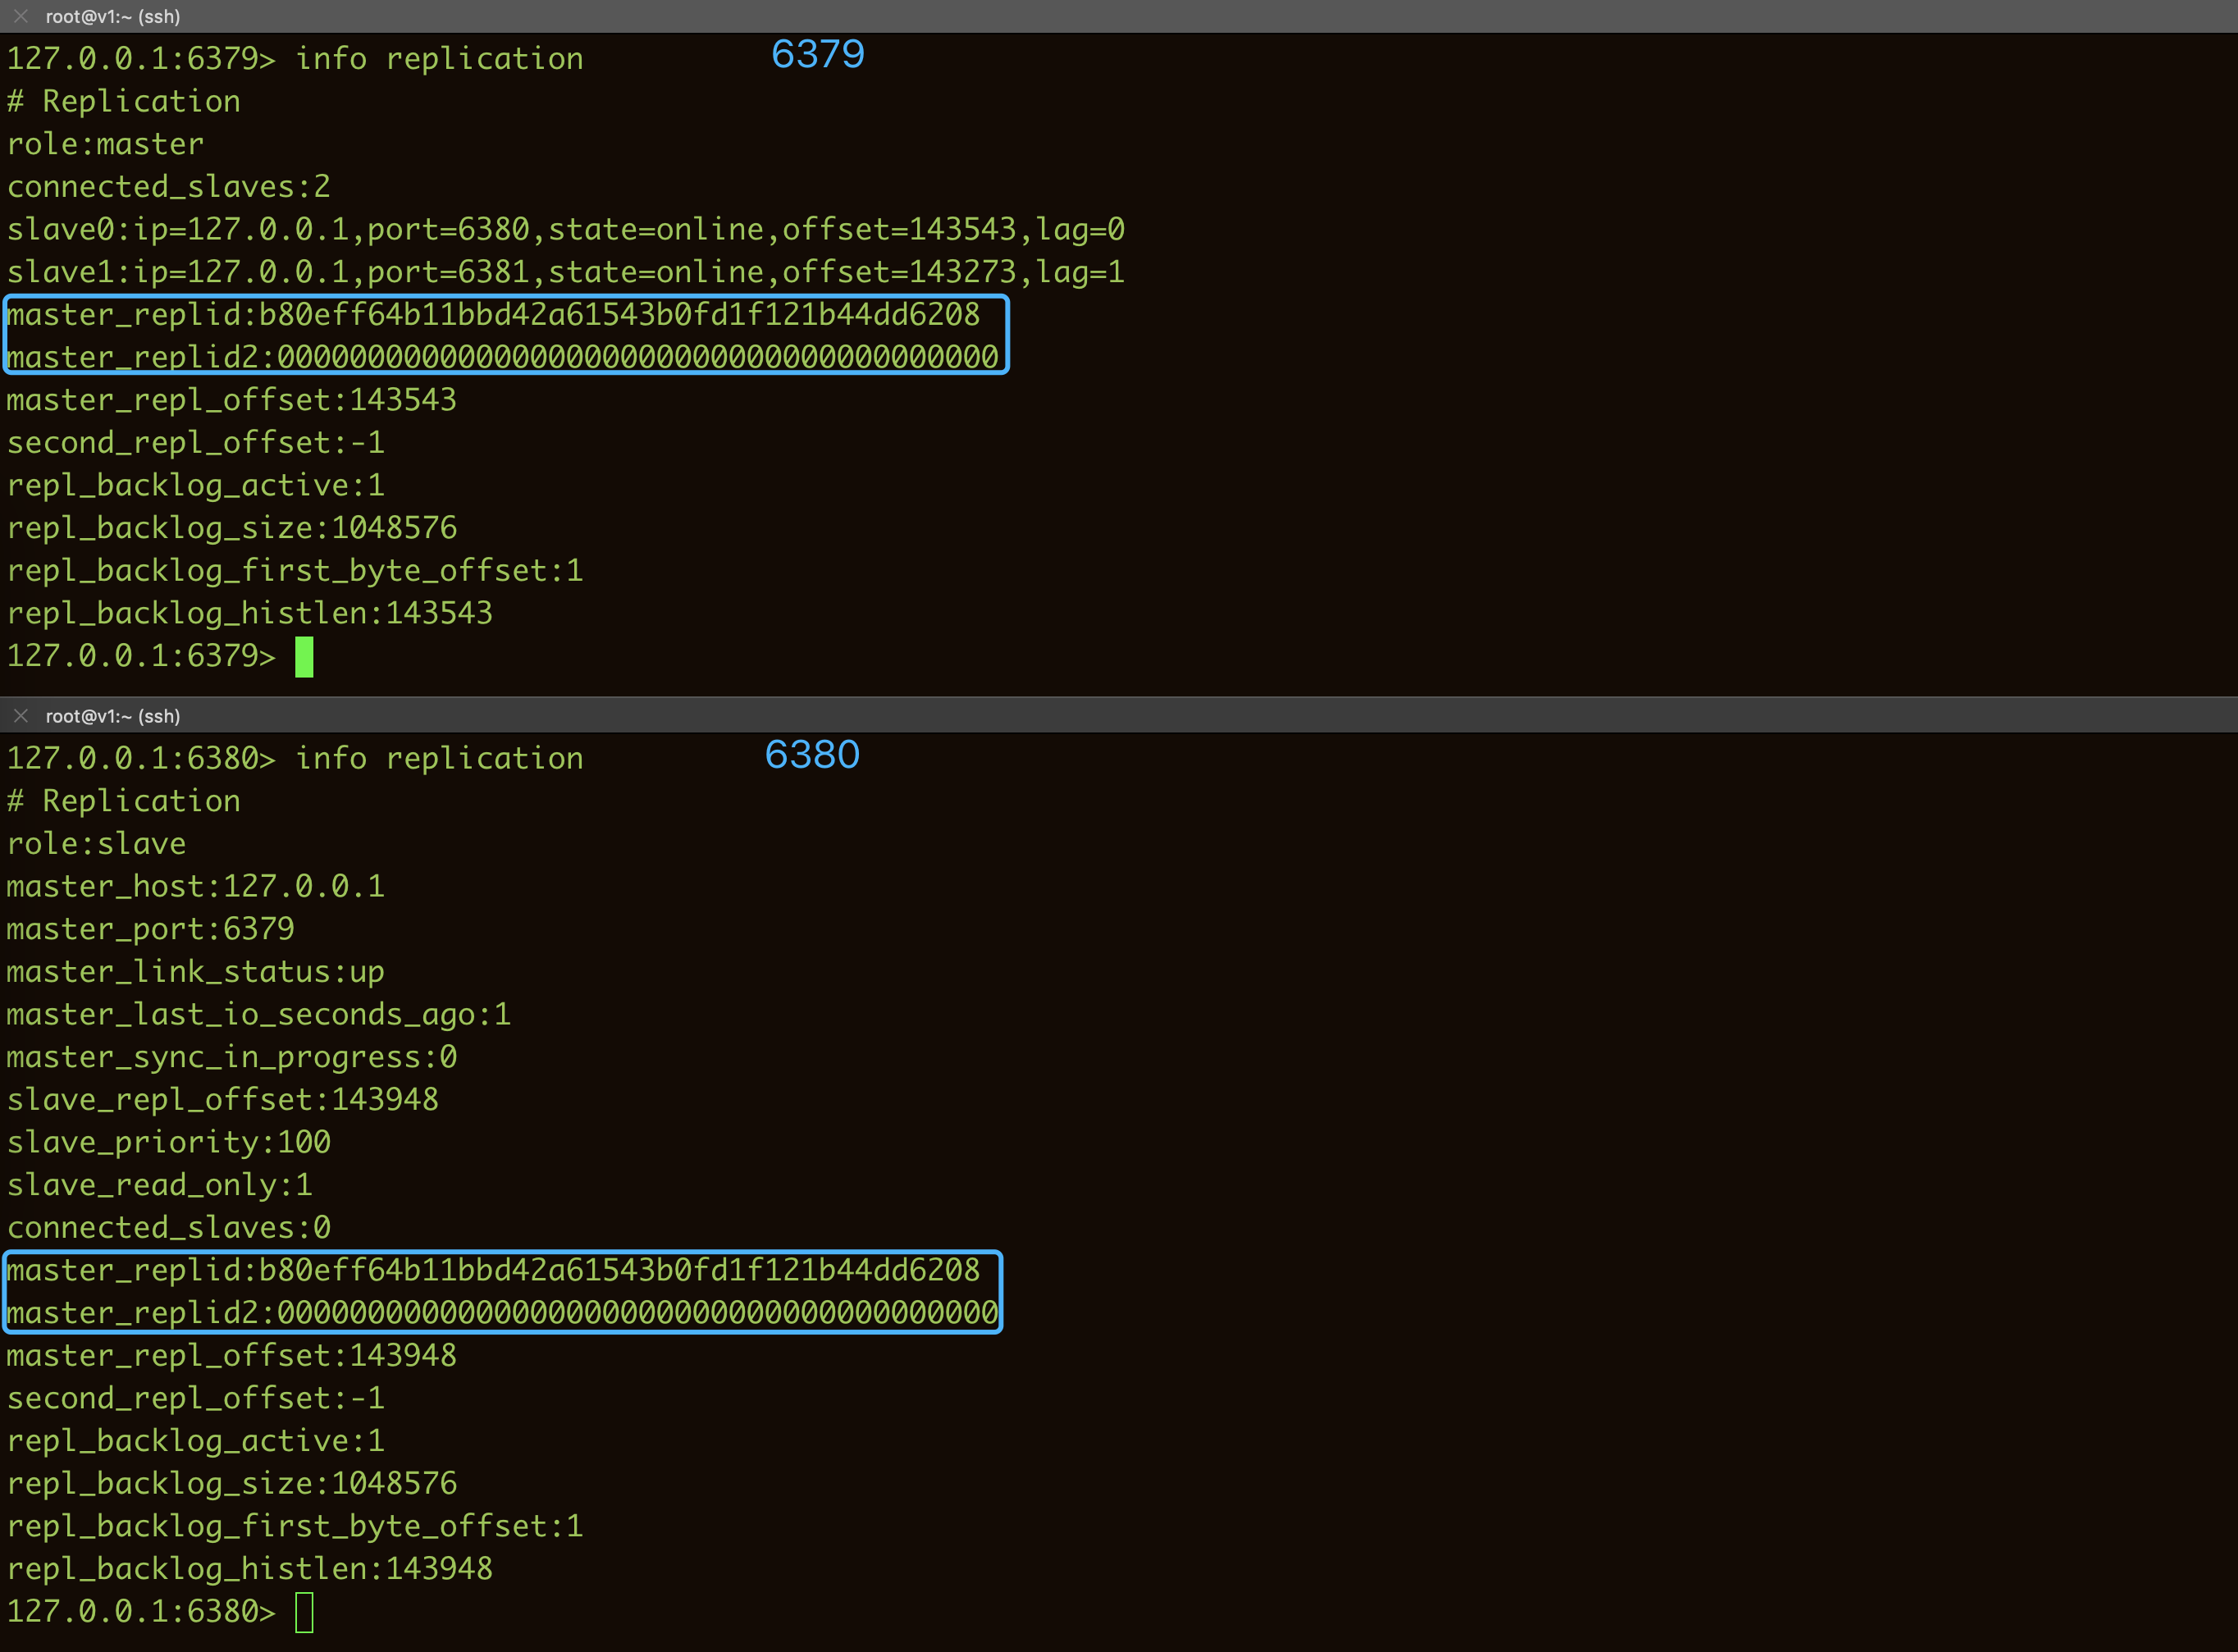 root@v1:~ (ssh)
127.0.0.1:6379> info replication 6379
# Replication
role:master
connected_slaves:2
slave0:ip=127.0.0.1,port=6380,state=online,offset=143543,lag=0
slave1:ip=127.0.0.1,port=6381,state=online,offset=143273,lag=1
master_replid:b80eff64b11bbd42a61543b0fd1f121b44dd6208
master_replid2:0000000000000000000000000000000000000000
master_repl_offset:143543
second_repl_offset:-1
repl_backlog_active:1
repl_backlog_size:1048576
repl_backlog_first_byte_offset:1
repl_backlog_histlen:143543
127.0.0.1:6379>
root@v1:~ (ssh)
127.0.0.1:6380> info replication 6380
# Replication
role:slave
master_host:127.0.0.1
master_port:6379
master_link_status:up
master_last_io_seconds_ago:1
master_sync_in_progress:0
slave_repl_offset:143948
slave_priority:100
slave_read_only:1
connected_slaves:0
master_replid:b80eff64b11bbd42a61543b0fd1f121b44dd6208
master_replid2:0000000000000000000000000000000000000000
master_repl_offset:143948
second_repl_offset:-1
repl_backlog_active:1
repl_backlog_size:1048576
repl_backlog_first_byte_offset:1
repl_backlog_histlen:143948
127.0.0.1:6380>